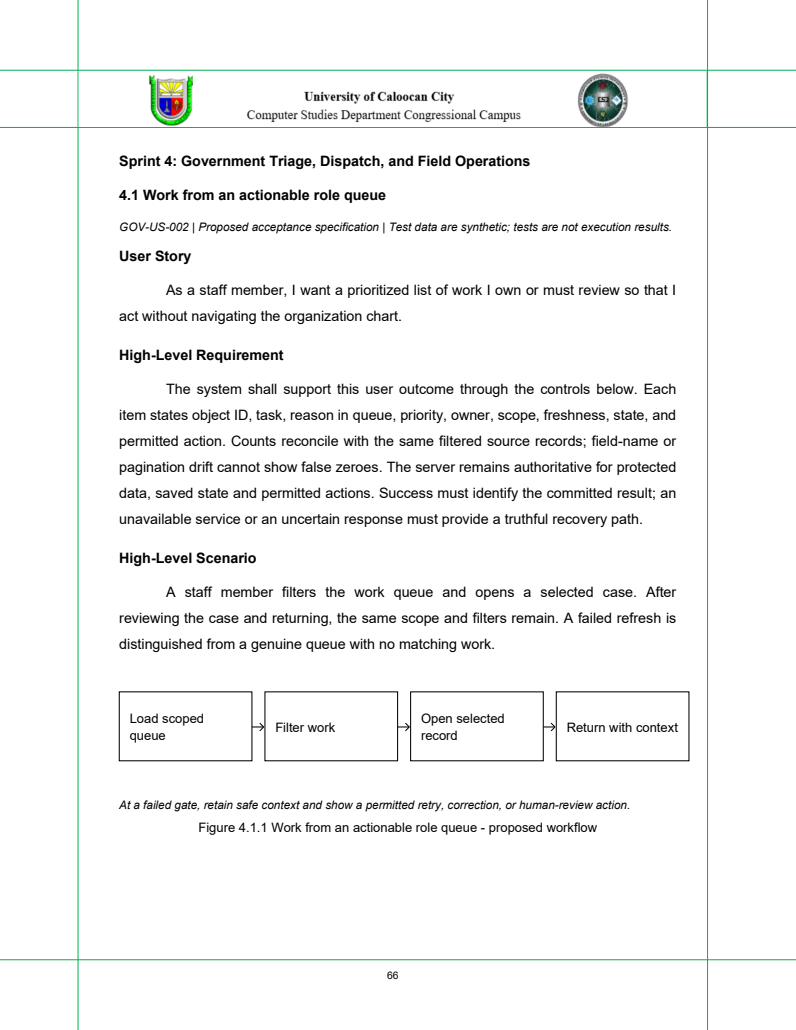 University of Caloocan City
Computer Studies Department Congressional Campus
Sprint 4: Government Triage, Dispatch, and Field Operations
4.1 Work from an actionable role queue
GOV-US-002 | Proposed acceptance specification | Test data are synthetic; tests are not execution results.
User Story
As a staff member, I want a prioritized list of work I own or must review so that I
act without navigating the organization chart.
High-Level Requirement
The system shall support this user outcome through the controls below. Each
item states object ID, task, reason in queue, priority, owner, scope, freshness, state, and
permitted action. Counts reconcile with the same filtered source records; field-name or
pagination drift cannot show false zeroes. The server remains authoritative for protected
data, saved state and permitted actions. Success must identify the committed result; an
unavailable service or an uncertain response must provide a truthful recovery path.
High-Level Scenario
A staff member filters the work queue and opens a selected case. After
reviewing the case and returning, the same scope and filters remain. A failed refresh is
distinguished from a genuine queue with no matching work.
Load scoped
queue
Filter work
Open selected
record
Return with context
At a failed gate, retain safe context and show a permitted retry, correction, or human-review action.
Figure 4.1.1 Work from an actionable role queue - proposed workflow
66